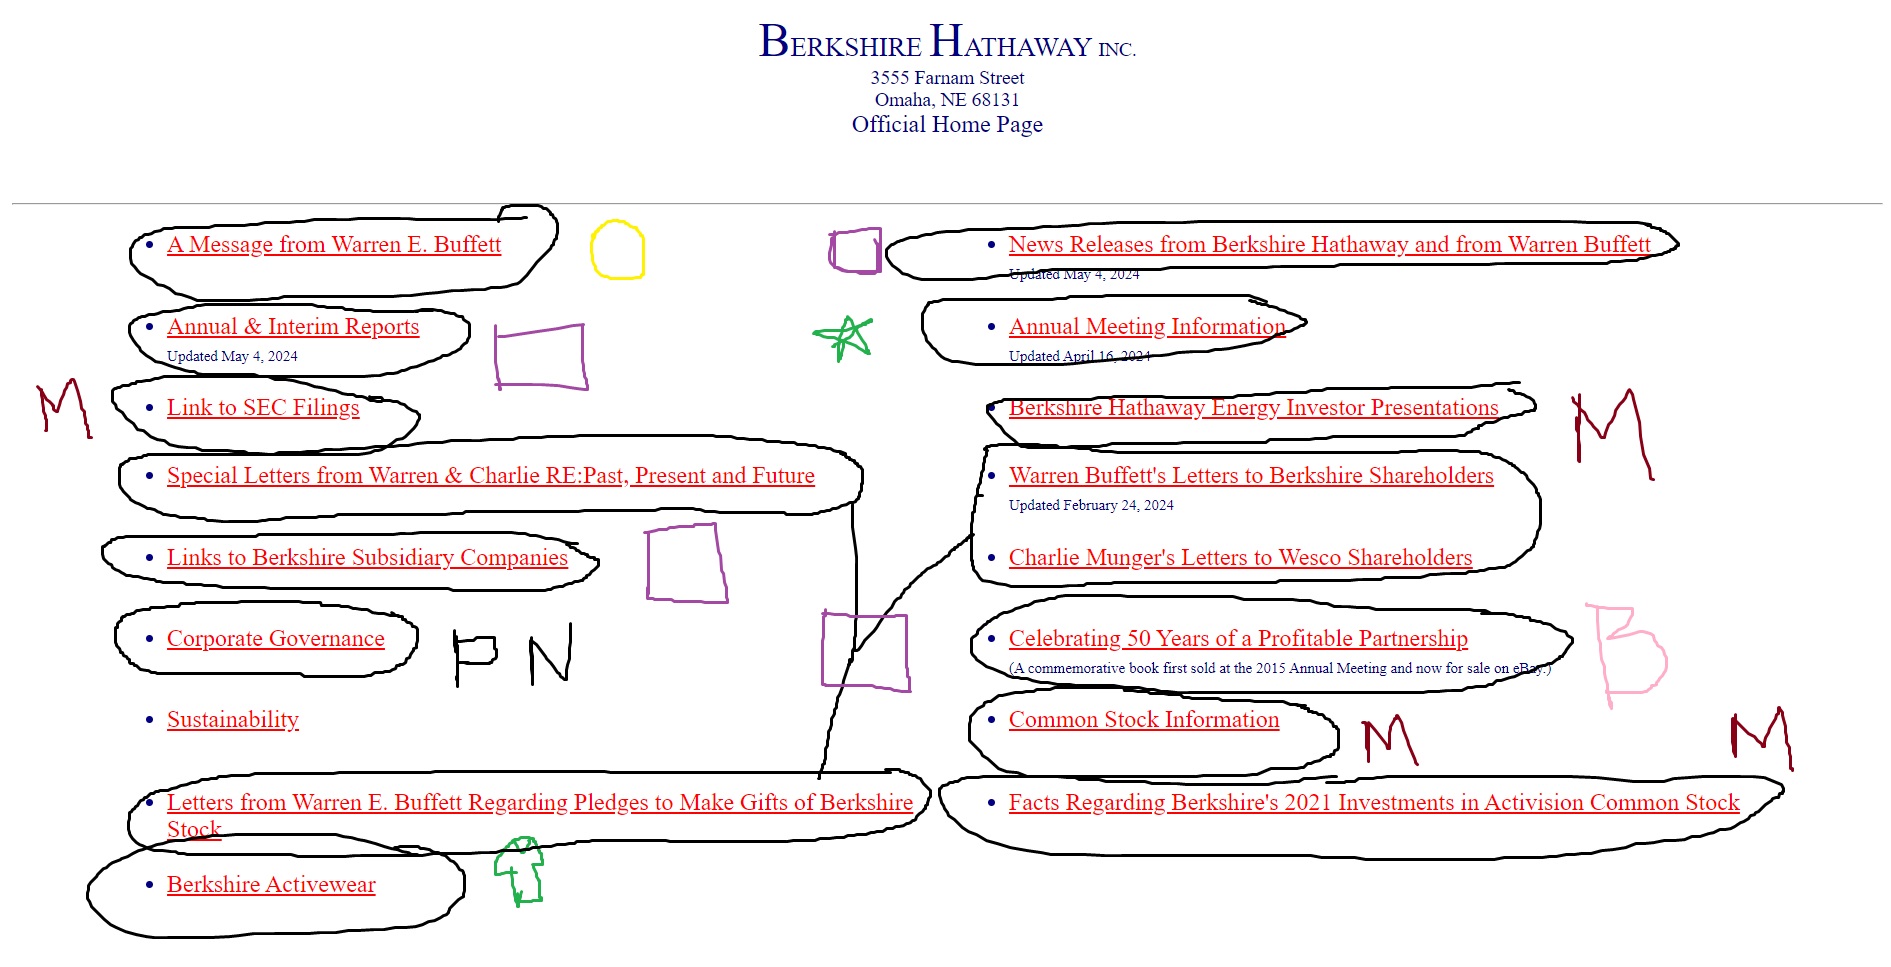 BERKSHIRE HATHAWAY INC.
3555 Farnam Street
Omaha, NE 68131
Official Home Page
A Message from Warren E. Buffett
Annual & Interim Reports
Updated May 4, 2024
M
Link to SEC Filings
Special Letters from Warren & Charlie RE:Past, Present and Future
Links to Berkshire Subsidiary Companies
Corporate Governance
P N
Sustainability
Letters from Warren E. Buffett Regarding Pledges to Make Gifts of Berkshire
Stock
Berkshire Activewear
News Releases from Berkshire Hathaway and from Warren Buffett
Updated May 4, 2024
Annual Meeting Information
Updated April 16, 2024
Berkshire Hathaway Energy Investor Presentations
M
Warren Buffett's Letters to Berkshire Shareholders
Updated February 24, 2024
Charlie Munger's Letters to Wesco Shareholders
Celebrating 50 Years of a Profitable Partnership
(A commemorative book first sold at the 2015 Annual Meeting and now for sale on eBay.)
B
Common Stock Information
M
M
Facts Regarding Berkshire's 2021 Investments in Activision Common Stock